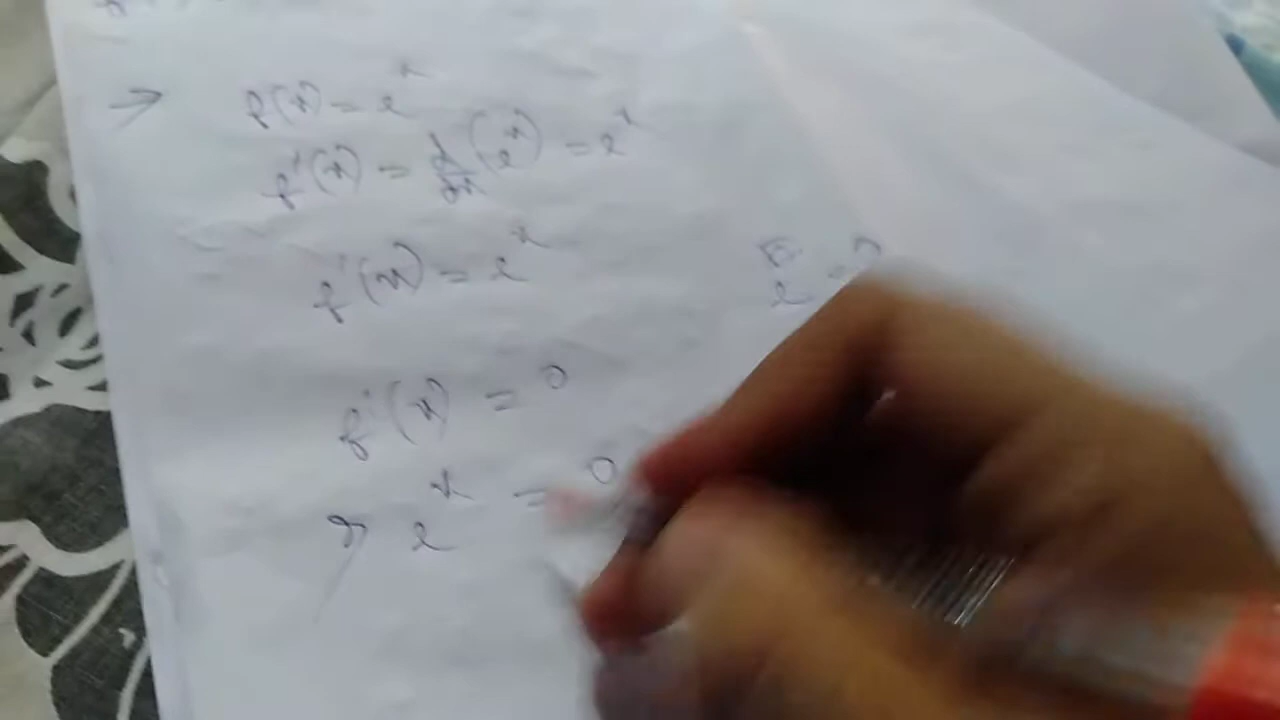 → f(x) = e^x
f'(x) = d/dx (e^x) = e^x
f'(x) = e^x
f'(x) = 0
e^x = 0